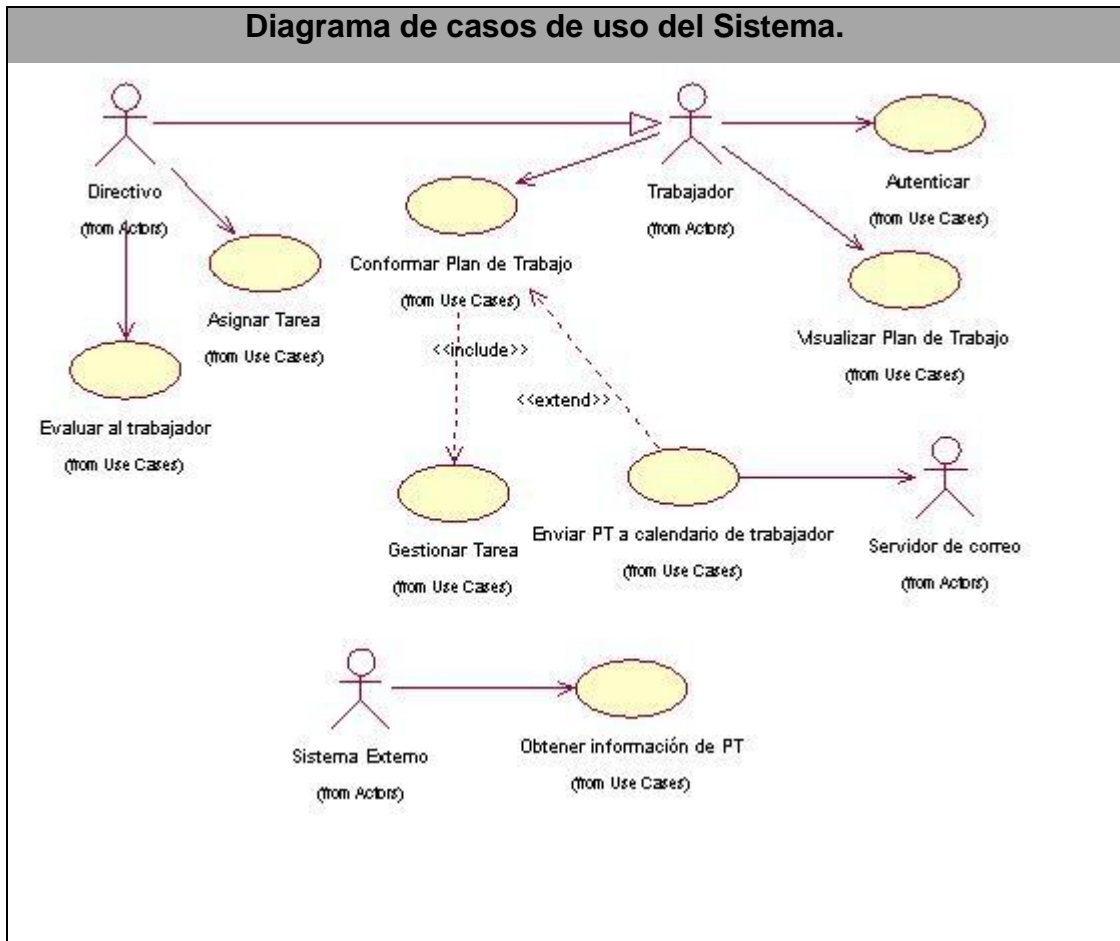 Diagrama de casos de uso del Sistema.
Directivo
(from Actors)
Trabajador
(from Actors)
Autenticar
(from Use Cases)
Conformar Plan de Trabajo
(from Use Cases)
Asignar Tarea
(from Use Cases)
Visualizar Plan de Trabajo
(from Use Cases)
<<include>>
<<extend>>
Evaluar al trabajador
(from Use Cases)
Gestionar Tarea
(from Use Cases)
Enviar PT a calendario de trabajador
(from Use Cases)
Servidor de correo
(from Actors)
Sistema Externo
(from Actors)
Obtener información de PT
(from Use Cases)